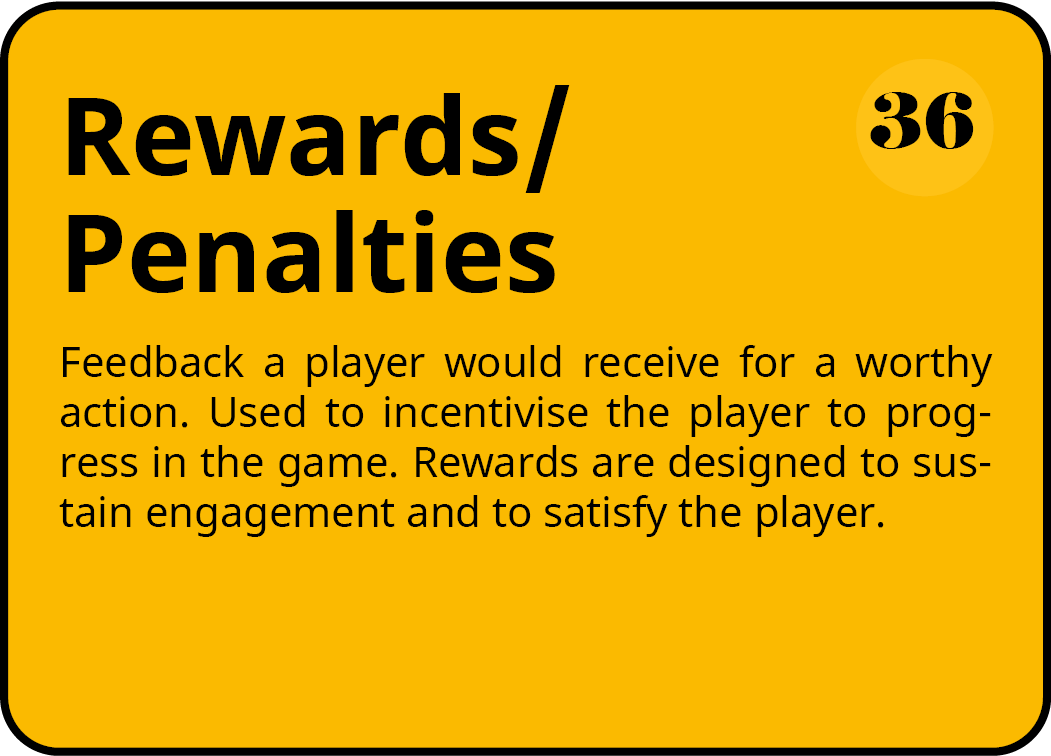 Rewards/
Penalties
36
Feedback a player would receive for a worthy
action. Used to incentivise the player to prog-
ress in the game. Rewards are designed to sus-
tain engagement and to satisfy the player.